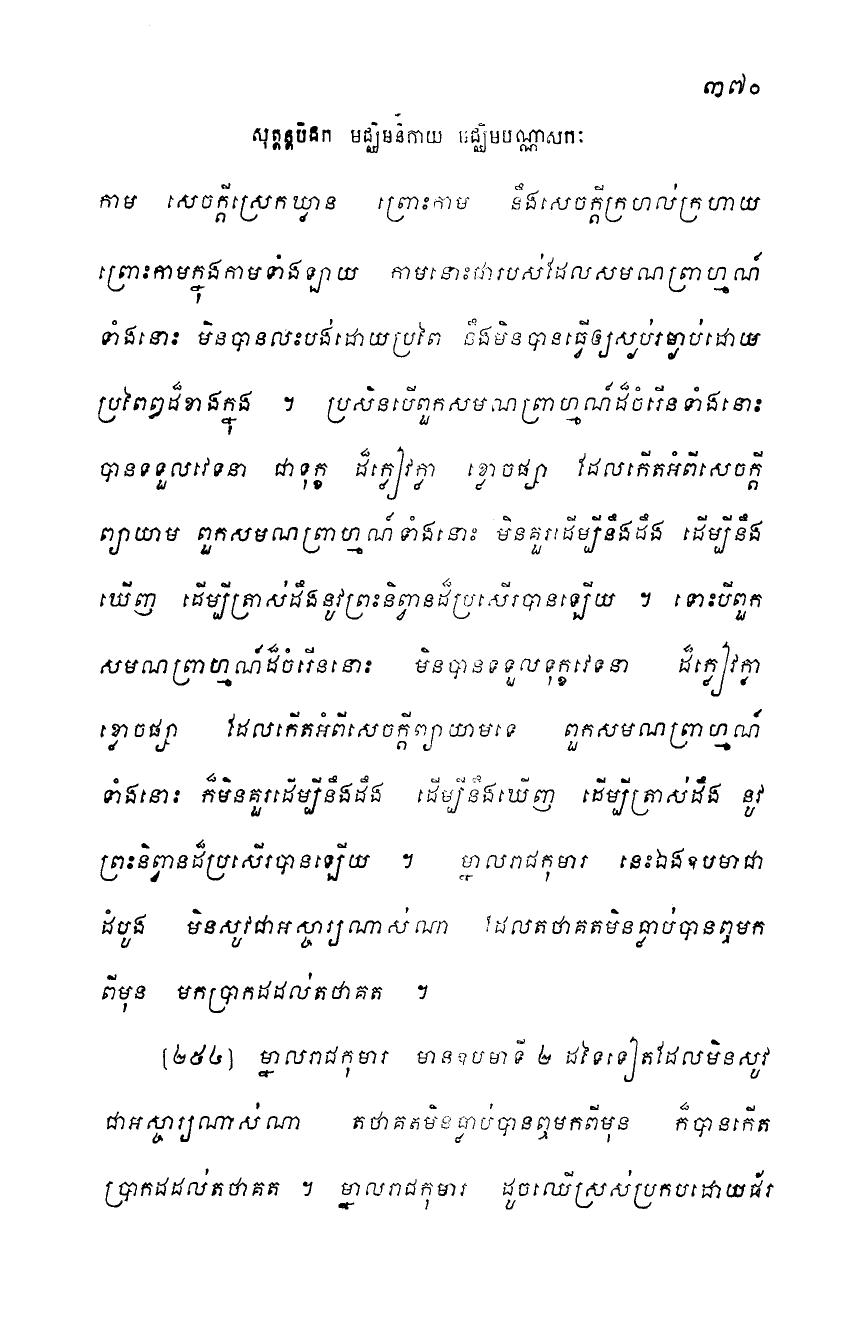 ៣៧០
សុត្តន្តបិដក មជ្ឈិមនិកាយ មជ្ឈិមបណ្ណាសកៈ
កាម សេចក្តីស្រេកឃ្លាន ព្រោះកាម នឹងសេចក្តីក្រហល់ក្រហាយ
ព្រោះកាមក្នុងកាមទាំងឡាយ កាមនោះជារបស់ដែលសមណព្រាហ្មណ៍
ទាំងនោះ មិនបានលះបង់ដោយប្រពៃ នឹងមិនបានធ្វើឲ្យស្ងប់រម្ងាប់ដោយ
ប្រពៃឰដ៏ខាងក្នុង ។ ប្រសិនបើពួកសមណព្រាហ្មណ៍ដ៏ចំរើនទាំងនោះ
បានទទួលវេទនា ជាទុក្ខ ដ៏ក្លៀវក្លា ខ្លោចផ្សា ដែលកើតអំពីសេចក្តី
ព្យាយាម ពួកសមណព្រាហ្មណ៍ទាំងនោះ មិនគួរដើម្បីនឹងដឹង ដើម្បីនឹង
ឃើញ ដើម្បីត្រាស់ដឹងនូវព្រះនិព្វានដ៏ប្រសើរបានឡើយ ។ ទោះបីពួក
សមណព្រាហ្មណ៍ដ៏ចំរើននោះ មិនបានទទួលទុក្ខវេទនា ដ៏ក្លៀវក្លា
ខ្លោចផ្សា ដែលកើតអំពីសេចក្តីព្យាយាមទេ ពួកសមណព្រាហ្មណ៍
ទាំងនោះ ក៏មិនគួរដើម្បីនឹងដឹង ដើម្បីនឹងឃើញ ដើម្បីត្រាស់ដឹង នូវ
ព្រះនិព្វានដ៏ប្រសើរបានឡើយ ។ ម្នាលរាជកុមារ នេះឯងឧបមាជា
ដំបូង មិនសូវជាអស្ចារ្យណាស់ណា ដែលតថាគតមិនធ្លាប់បានឮមក
ពីមុន មកប្រាកដដល់តថាគត ។
[២៥៤] ម្នាលរាជកុមារ មានឧបមាទី ២ ដទៃទៀតដែលមិនសូវ
ជាអស្ចារ្យណាស់ណា តថាគតមិនធ្លាប់បានឮមកពីមុន ក៏បានកើត
ប្រាកដដល់តថាគត ។ ម្នាលរាជកុមារ ដូចឈើស្រស់ប្រកបដោយជ័រ